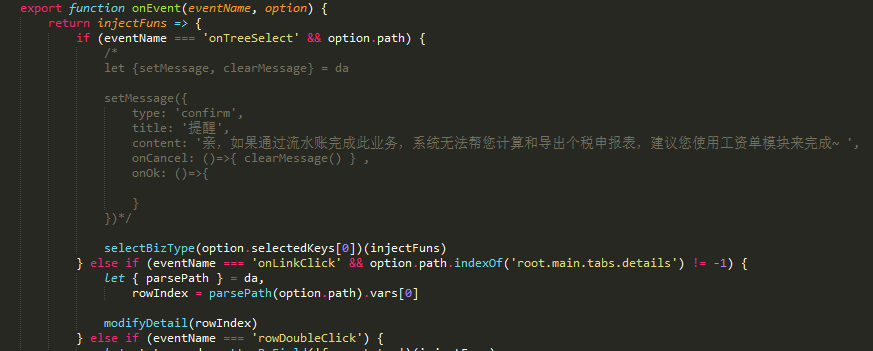 export function onEvent(eventName, option) {
return injectFuns => {
if (eventName === 'onTreeSelect' && option.path) {
/*
let {setMessage, clearMessage} = da
setMessage({
type: 'confirm',
title: '提醒',
content: '亲，如果通过流水账完成此业务，系统无法帮您计算和导出个税申报表，建议您使用工资单模块来完成~ ',
onCancel: ()=>{ clearMessage() } ,
onOk: ()=>{
}
})*/
selectBizType(option.selectedKeys[0])(injectFuns)
} else if (eventName === 'onLinkClick' && option.path.indexOf('root.main.tabs.details') != -1) {
let { parsePath } = da,
rowIndex = parsePath(option.path).vars[0]
modifyDetail(rowIndex)
} else if (eventName === 'rowDoubleClick') {